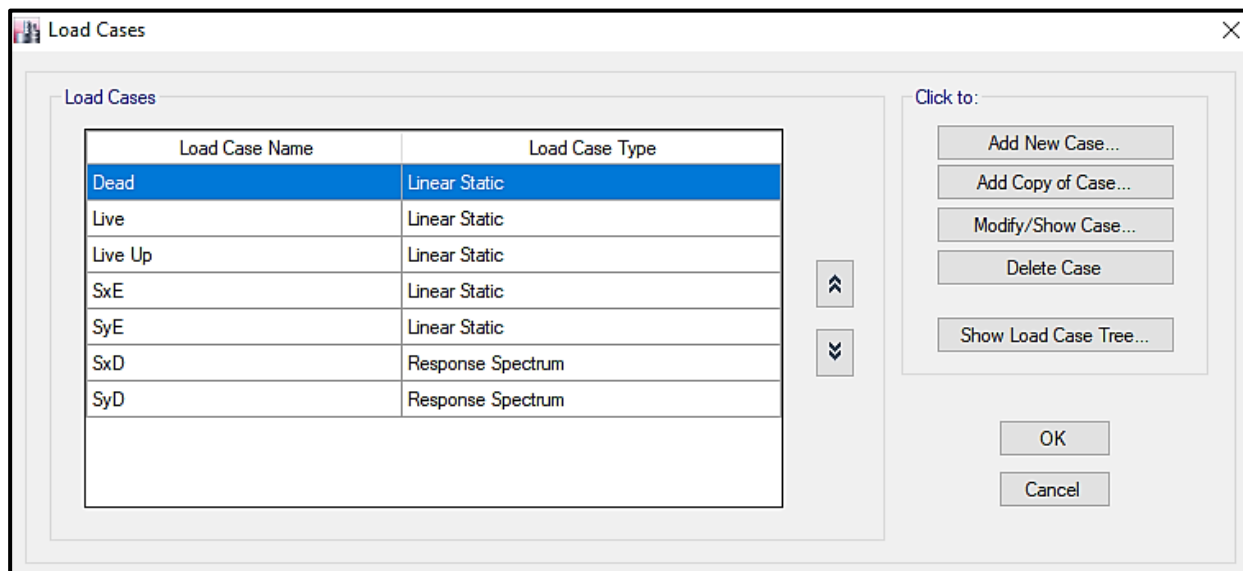 Load Cases
Load Cases
Click to:
Load Case Name Load Case Type
Dead Linear Static
Live Linear Static
Live Up Linear Static
SxE Linear Static
SyE Linear Static
SxD Response Spectrum
SyD Response Spectrum
Add New Case...
Add Copy of Case...
Modify/Show Case...
Delete Case
Show Load Case Tree...
OK
Cancel